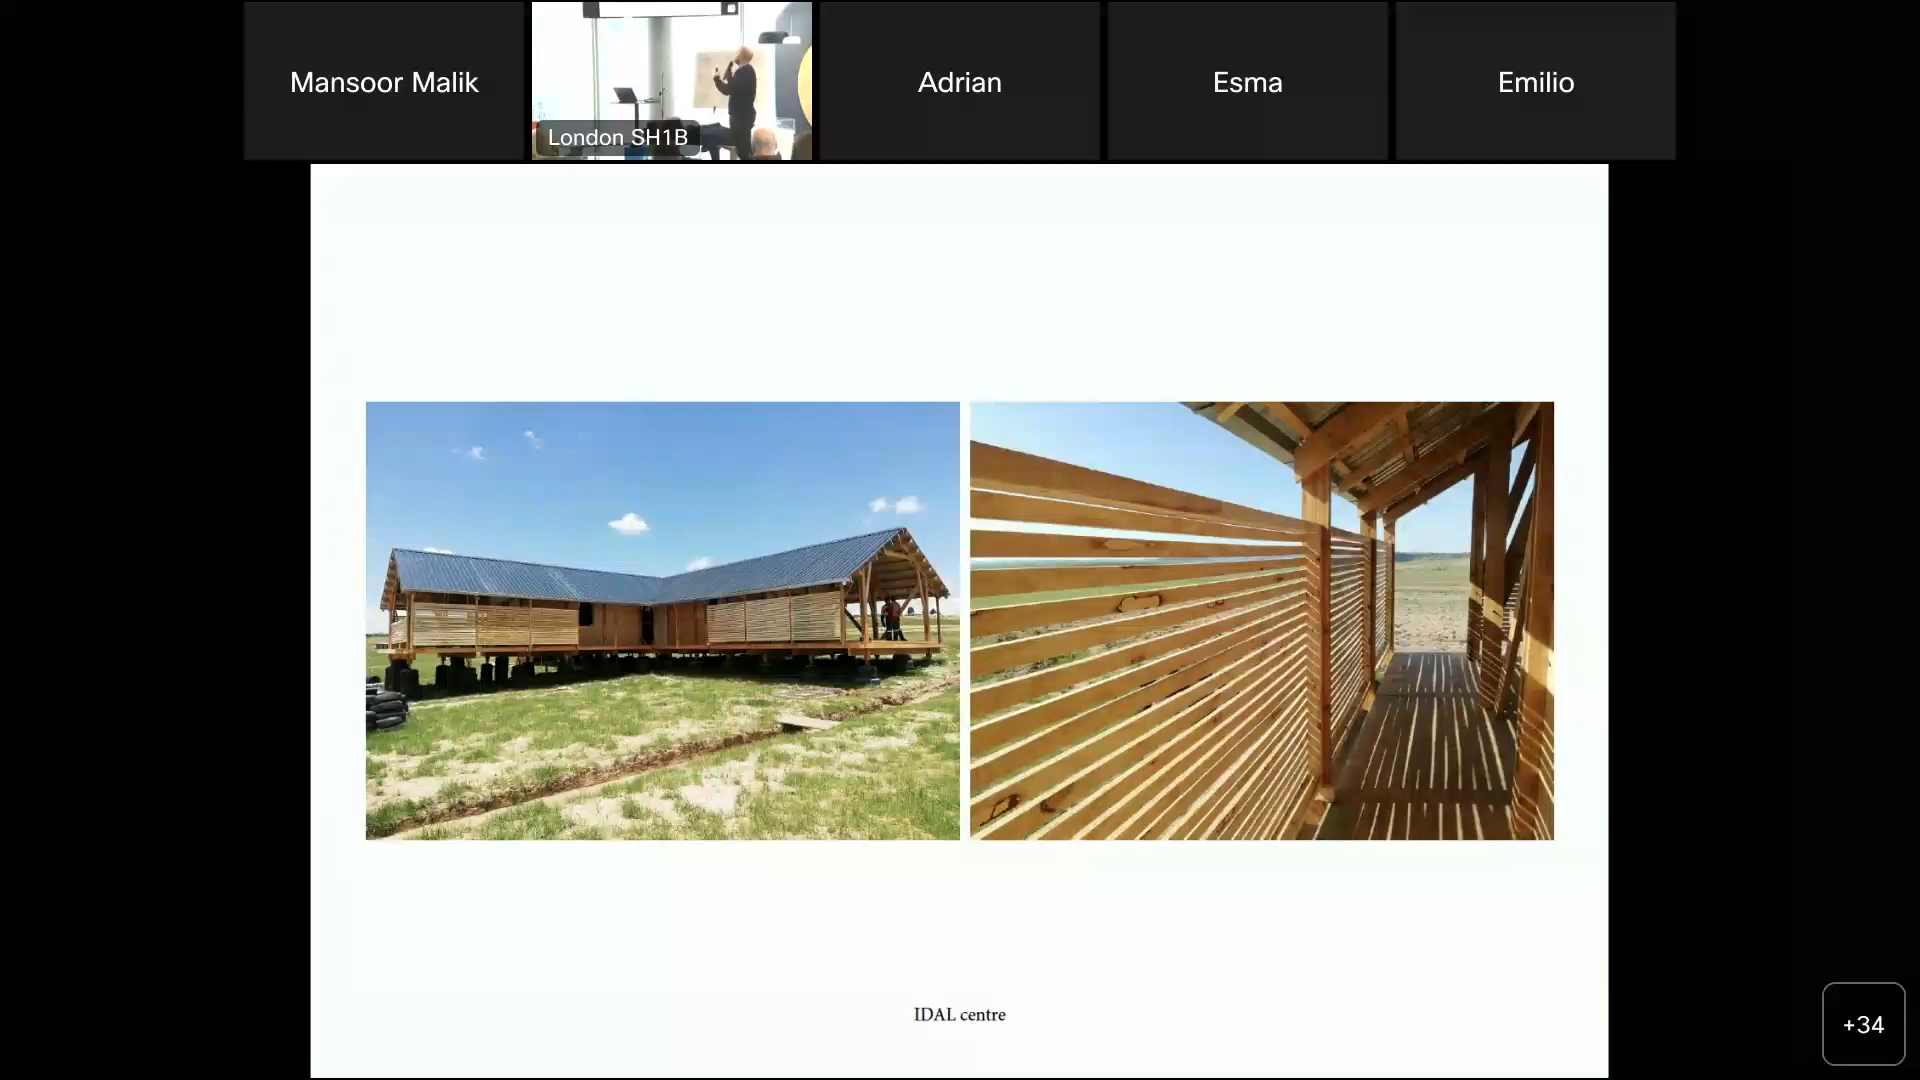 Mansoor Malik
London SH1B
Adrian
Esma
Emilio
IDAL centre
+34